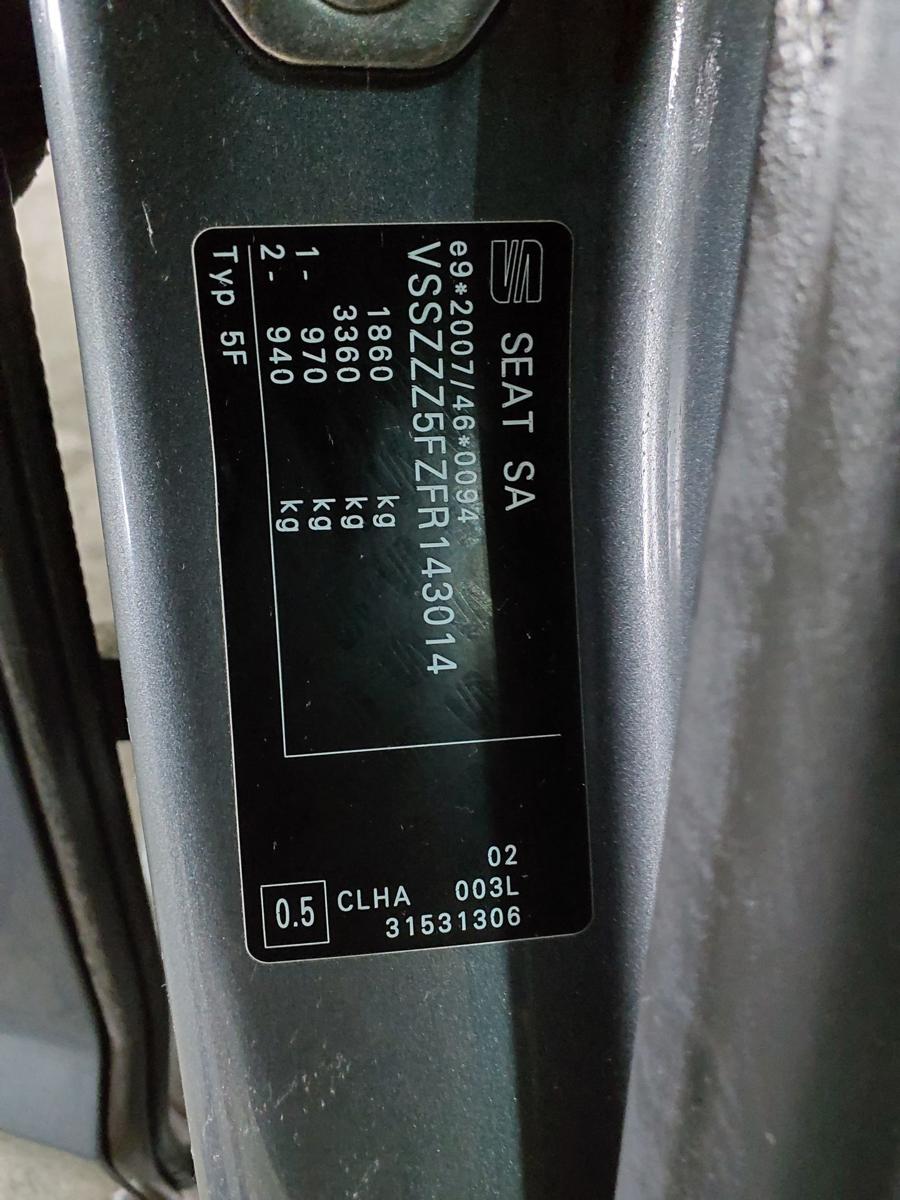 SEAT SA
e9*2007/46*0094
VSSZZZ5FZFR143014
1860 kg
3360 kg
1- 970 kg
2- 940 kg
Typ 5F
02
CLHA 003L
0.5 31531306